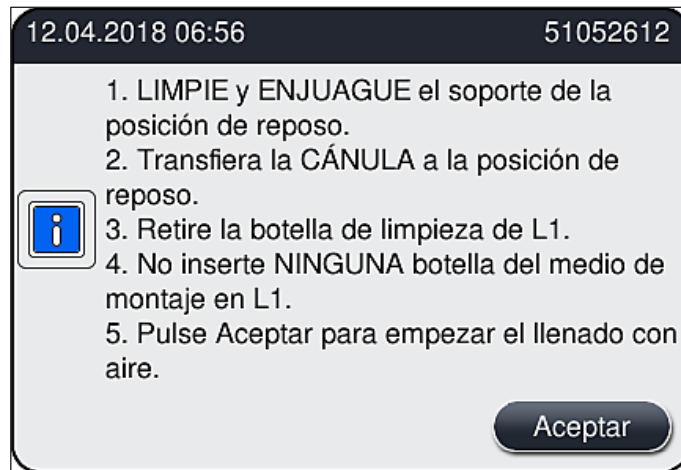 12.04.2018 06:56 51052612
1. LIMPIE y ENJUAGUE el soporte de la
posición de reposo.
2. Transfiera la CÁNULA a la posición de
reposo.
3. Retire la botella de limpieza de L1.
4. No inserte NINGUNA botella del medio de
montaje en L1.
5. Pulse Aceptar para empezar el llenado con
aire.
Aceptar